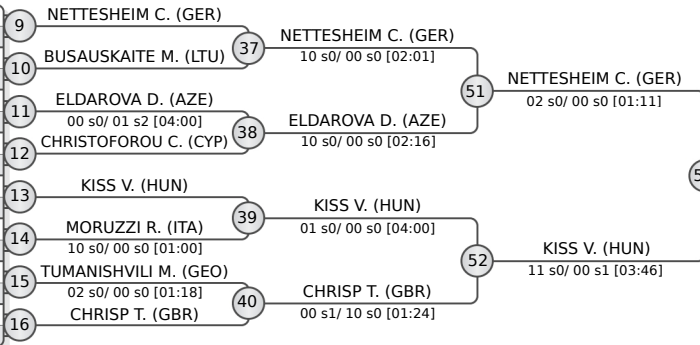 9
NETTESHEIM C. (GER)
10
BUSAUSKAITE M. (LTU)
37
NETTESHEIM C. (GER)
10 s0/ 00 s0 [02:01]
11
ELDAROVA D. (AZE)
00 s0/ 01 s2 [04:00]
12
CHRISTOFOROU C. (CYP)
38
ELDAROVA D. (AZE)
10 s0/ 00 s0 [02:16]
51
NETTESHEIM C. (GER)
02 s0/ 00 s0 [01:11]
13
KISS V. (HUN)
14
MORUZZI R. (ITA)
10 s0/ 00 s0 [01:00]
39
KISS V. (HUN)
01 s0/ 00 s0 [04:00]
15
TUMANISHVILI M. (GEO)
02 s0/ 00 s0 [01:18]
16
CHRISP T. (GBR)
40
CHRISP T. (GBR)
00 s1/ 10 s0 [01:24]
52
KISS V. (HUN)
11 s0/ 00 s1 [03:46]